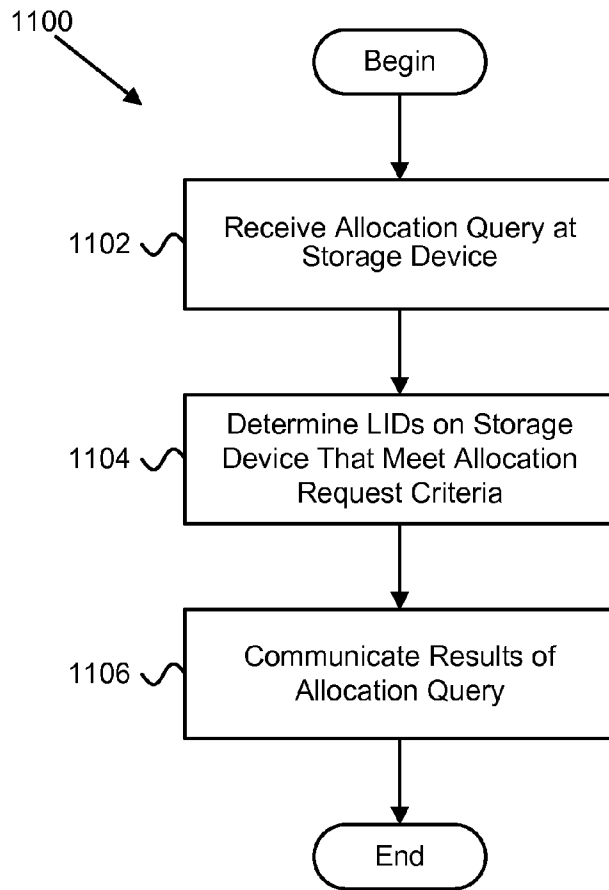 1100
Begin
1102
Receive Allocation Query at
Storage Device
1104
Determine LIDs on Storage
Device That Meet Allocation
Request Criteria
1106
Communicate Results of
Allocation Query
End